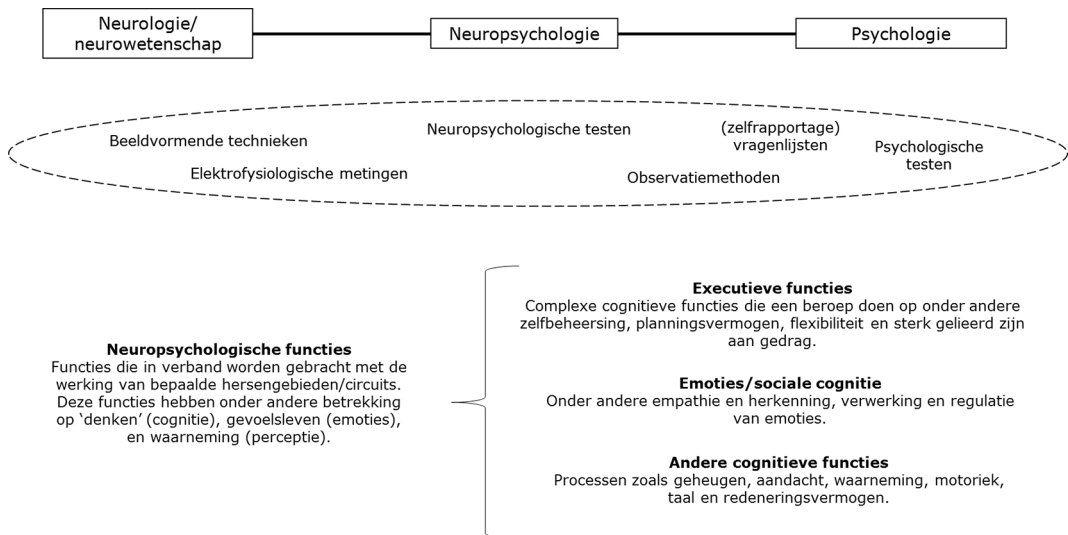 Neurologie/
neurowetenschap
Neuropsychologie
Psychologie
Beeldvormende technieken
Neuropsychologische testen
(zelfrapportage)
vragenlijsten
Psychologische
testen
Elektrofysiologische metingen
Observatiemethoden
Neuropsychologische functies
Functies die in verband worden gebracht met de
werking van bepaalde hersengebieden/circuits.
Deze functies hebben onder andere betrekking
op ‘denken’ (cognitie), gevoelsleven (emoties),
en waarneming (perceptie).
Executieve functies
Complexe cognitieve functies die een beroep doen op onder andere
zelfbeheersing, planningsvermogen, flexibiliteit en sterk gelieerd zijn
aan gedrag.
Emoties/sociale cognitie
Onder andere empathie en herkenning, verwerking en regulatie
van emoties.
Andere cognitieve functies
Processen zoals geheugen, aandacht, waarneming, motoriek,
taal en redeneringsvermogen.